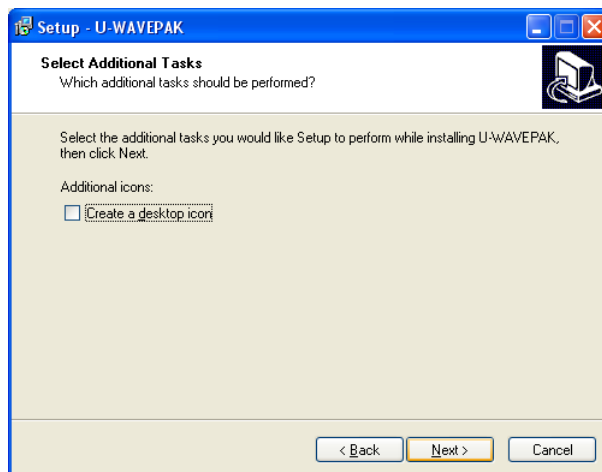 Setup - U-WAVEPAK
Select Additional Tasks
Which additional tasks should be performed?
Select the additional tasks you would like Setup to perform while installing U-WAVEPAK,
then click Next.
Additional icons:
Create a desktop icon
< Back
Next >
Cancel